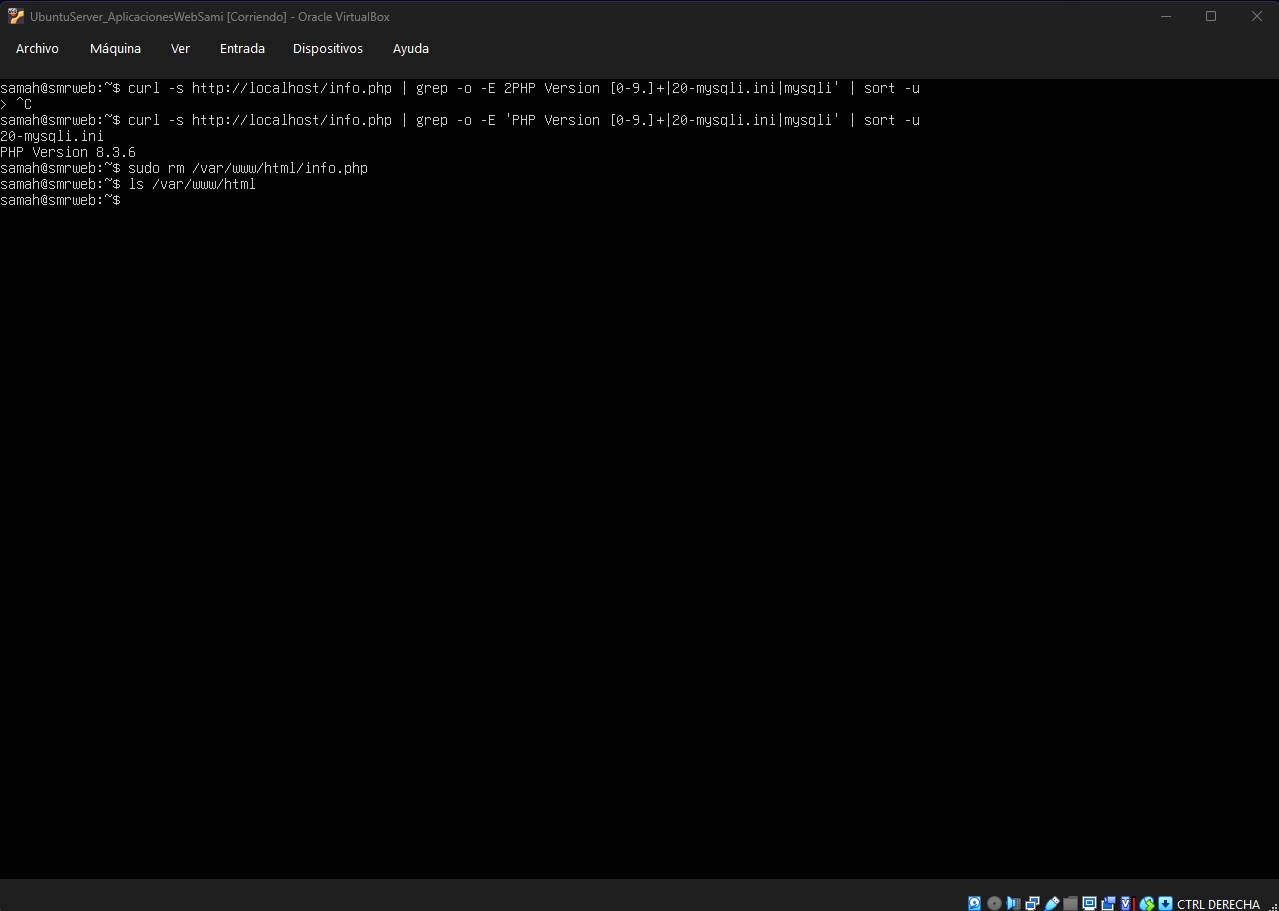 UbuntuServer_AplicacionesWebSami [Corriendo] - Oracle VirtualBox
Archivo Máquina Ver Entrada Dispositivos Ayuda
samah@smrweb:~$ curl -s http://localhost/info.php | grep -o -E 2PHP Version [0-9.]+|20-mysqli.ini|mysqli' | sort -u
> ^C
samah@smrweb:~$ curl -s http://localhost/info.php | grep -o -E 'PHP Version [0-9.]+|20-mysqli.ini|mysqli' | sort -u
20-mysqli.ini
PHP Version 8.3.6
samah@smrweb:~$ sudo rm /var/www/html/info.php
samah@smrweb:~$ ls /var/www/html
samah@smrweb:~$
CTRL DERECHA